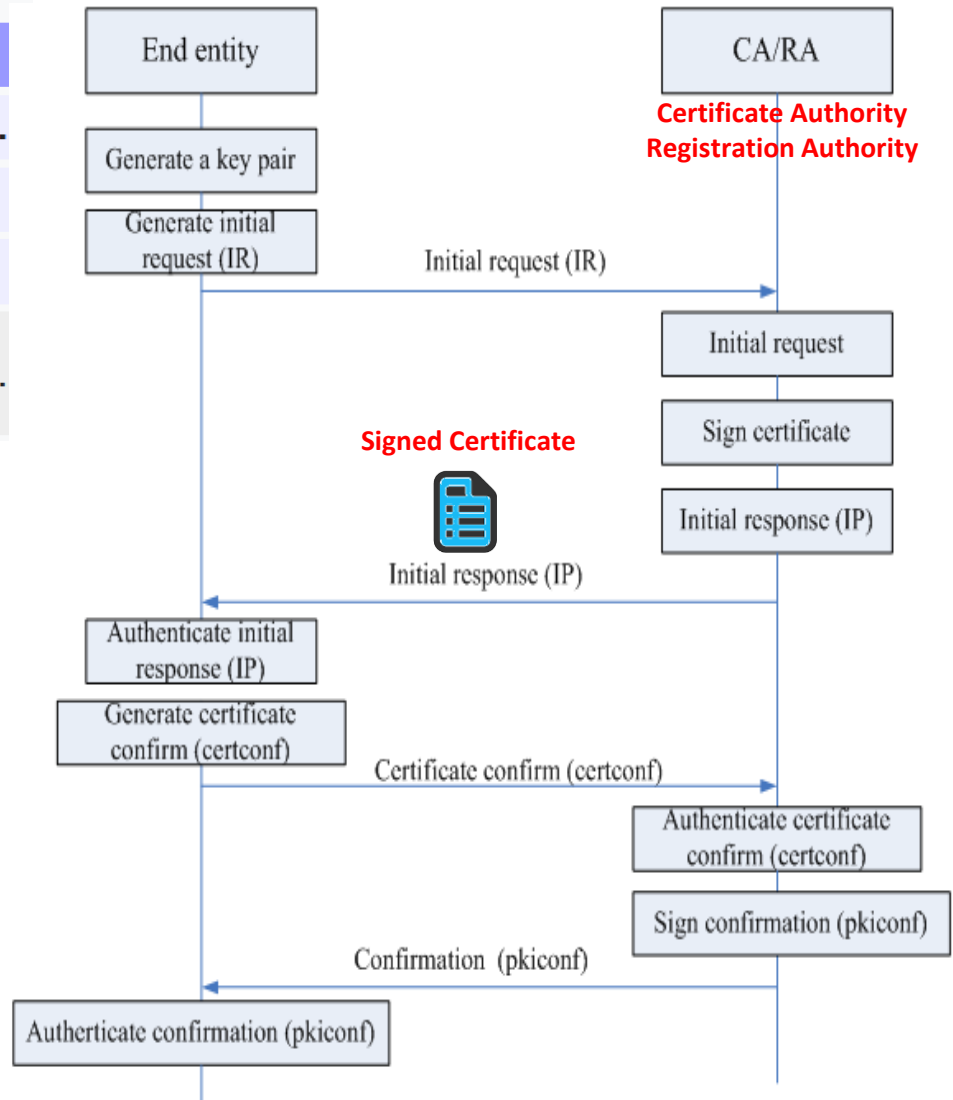 End entity
CA/RA
Certificate Authority
Registration Authority
Generate a key pair
Generate initial
request (IR)
Initial request (IR)
Initial request
Sign certificate
Signed Certificate
Initial response (IP)
Initial response (IP)
Authenticate initial
response (IP)
Generate certificate
confirm (certconf)
Certificate confirm (certconf)
Authenticate certificate
confirm (certconf)
Sign confirmation (pkiconf)
Confirmation (pkiconf)
Autherticate confirmation (pkiconf)